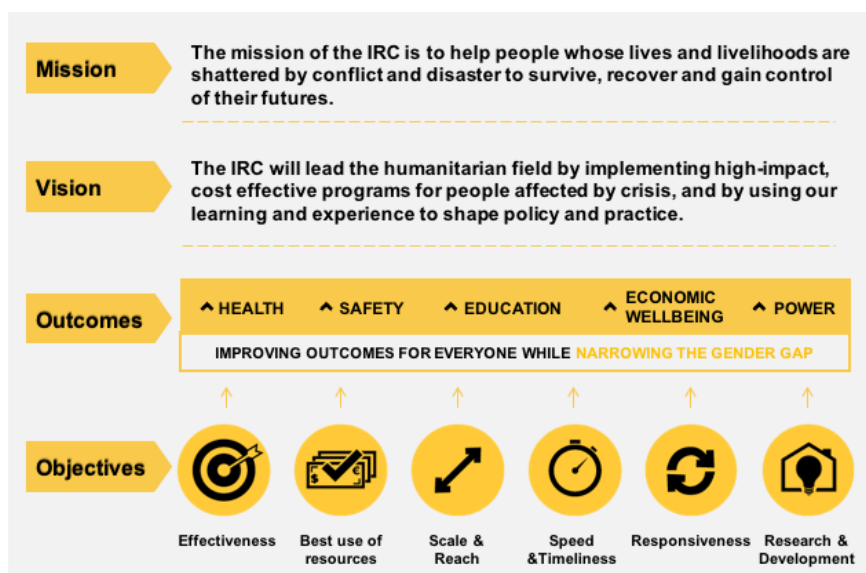 Mission
The mission of the IRC is to help people whose lives and livelihoods are
shattered by conflict and disaster to survive, recover and gain control
of their futures.
Vision
The IRC will lead the humanitarian field by implementing high-impact,
cost effective programs for people affected by crisis, and by using our
learning and experience to shape policy and practice.
Outcomes
HEALTH
SAFETY
EDUCATION
ECONOMIC
WELLBEING
POWER
IMPROVING OUTCOMES FOR EVERYONE WHILE NARROWING THE GENDER GAP
Objectives
$ €
Effectiveness
Best use of
resources
Scale &
Reach
Speed
&Timeliness
Responsiveness
Research &
Development